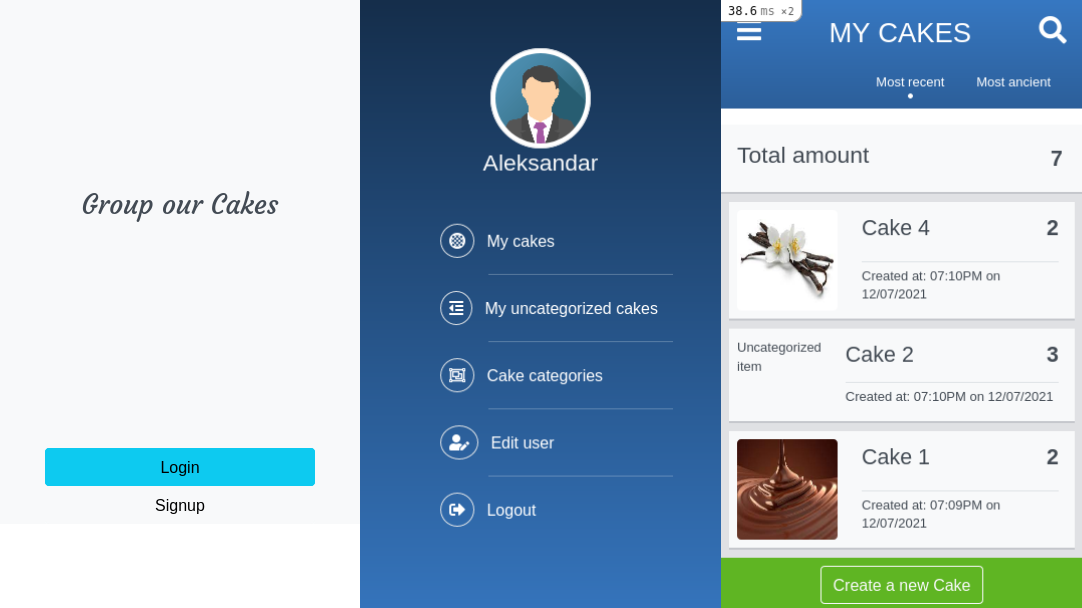 Group our Cakes
Login
Signup
Aleksandar
My cakes
My uncategorized cakes
Cake categories
Edit user
Logout
38.6 ms ×2
MY CAKES
Most recent
Most ancient
Total amount 7
Cake 4 2
Created at: 07:10PM on
12/07/2021
Uncategorized
item
Cake 2 3
Created at: 07:10PM on 12/07/2021
Cake 1 2
Created at: 07:09PM on
12/07/2021
Create a new Cake